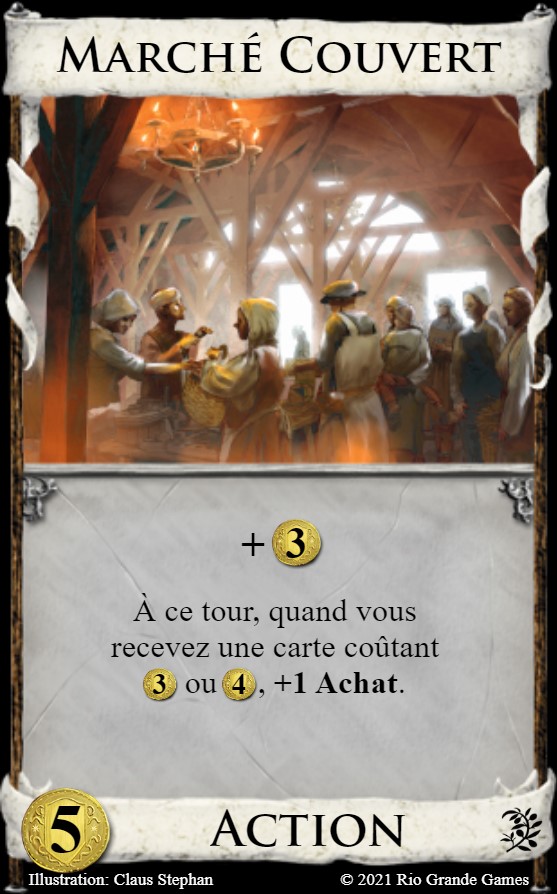 MARCHÉ COUVERT
+ 3
À ce tour, quand vous
recevez une carte coûtant
3 ou 4, +1 Achat.
5 ACTION
Illustration: Claus Stephan © 2021 Rio Grande Games